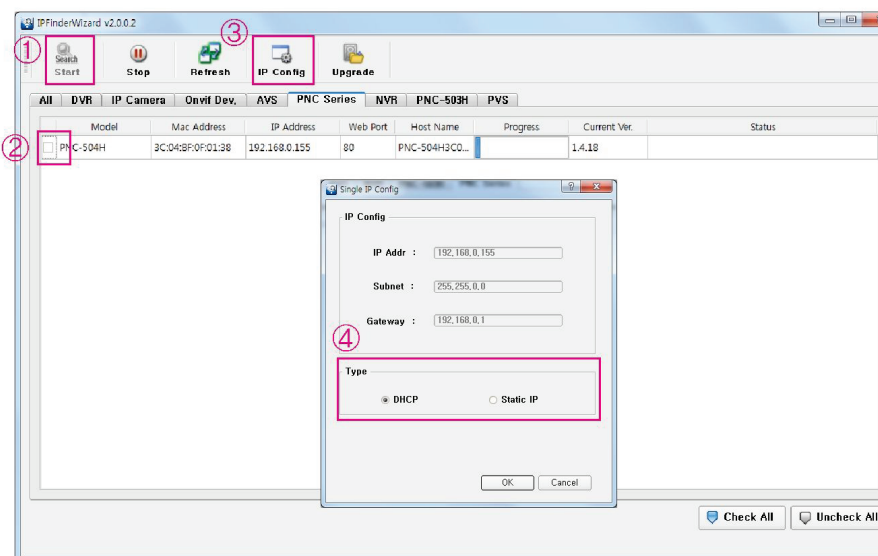 IPFinderWizard v2.0.0.2
① ③
Search
Start Stop Refresh IP Config Upgrade
All DVR IP Camera Onvif Dev, AVS PNC Series NVR PNC-503H PVS
Model Mac Address IP Address Web Port Host Name Progress Current Ver. Status
② PNC-504H 3C:04:BF:0F:01:38 192.168.0.155 80 PNC-504H3C0... 1.4.18
Single IP Config
IP Config
IP Addr : 192,168,0,155
Subnet : 255,255,0,0
Gateway : 192,168,0,1
④
Type
DHCP Static IP
OK Cancel
Check All Uncheck All